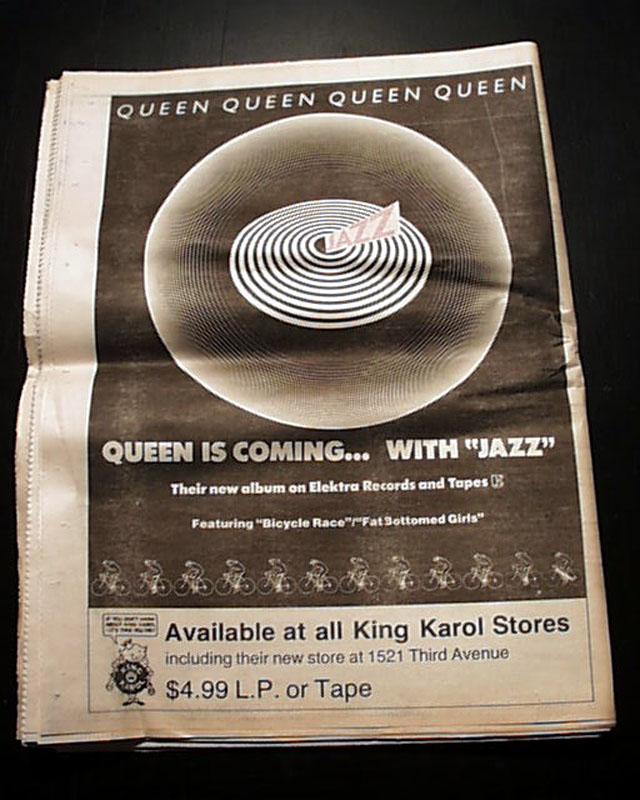 QUEEN QUEEN QUEEN QUEEN
JAZZ
QUEEN IS COMING... WITH "JAZZ"
Their new album on Elektra Records and Tapes
Featuring "Bicycle Race"/"Fat Bottomed Girls"
Available at all King Karol Stores
including their new store at 1521 Third Avenue
$4.99 L.P. or Tape